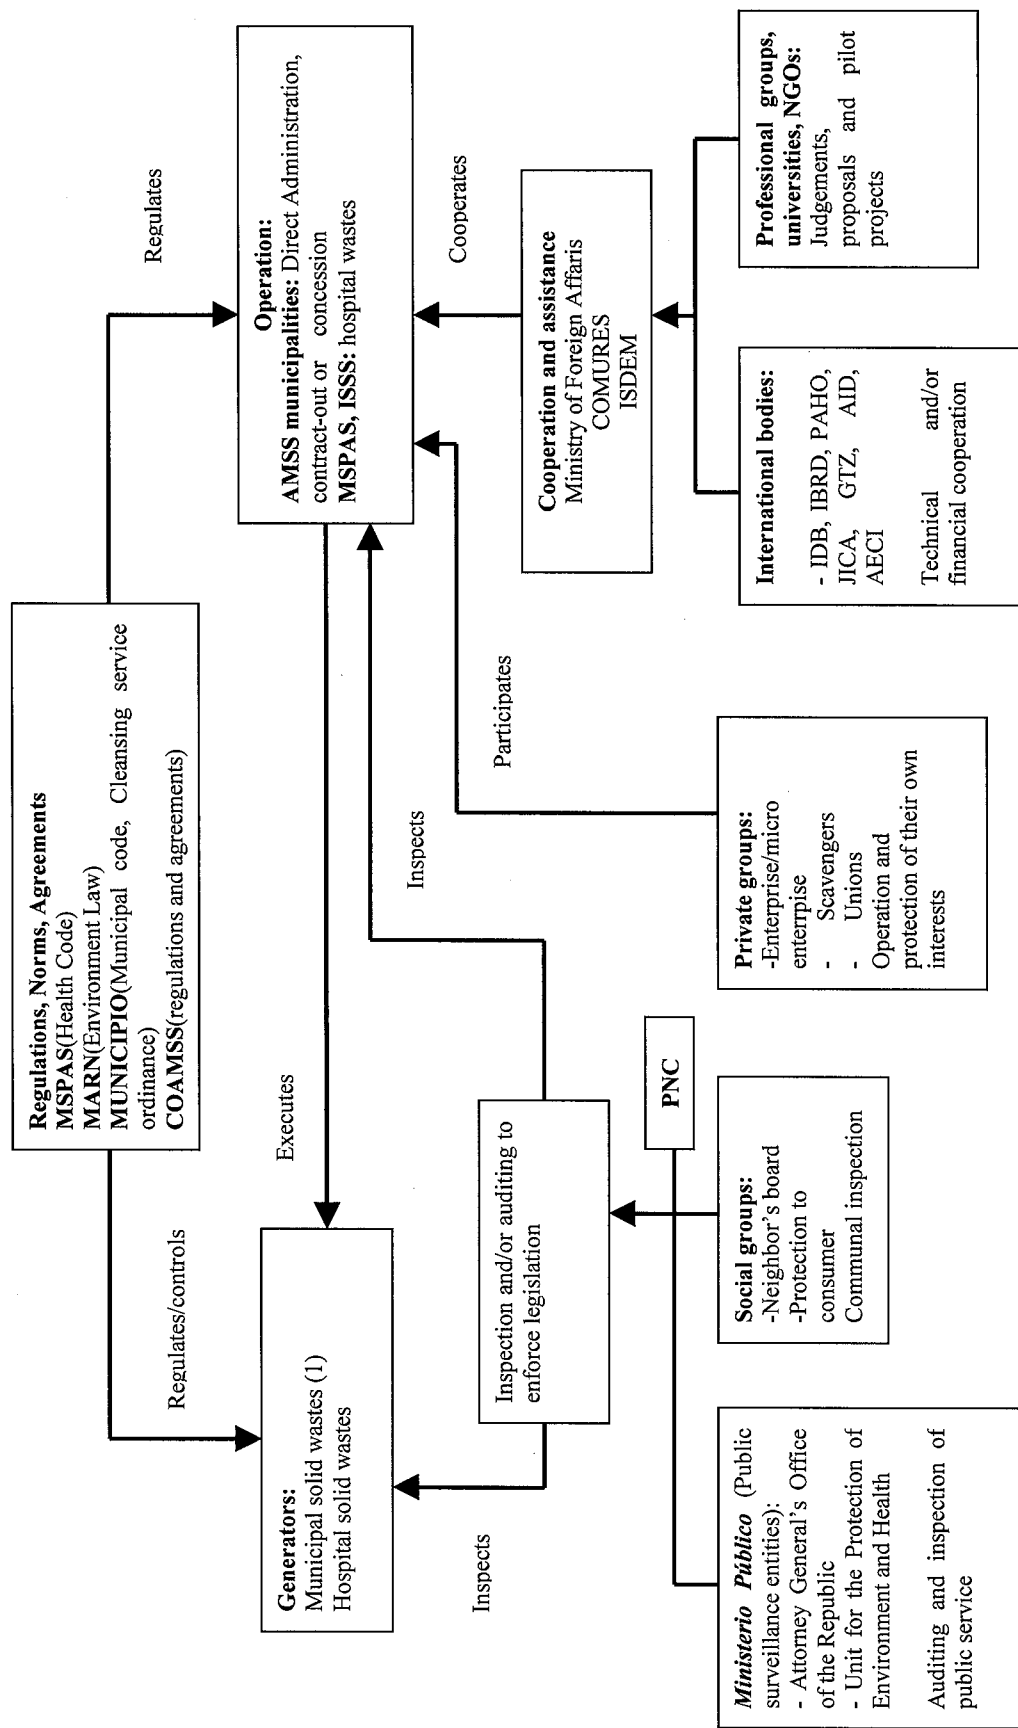 Regulations, Norms, Agreements
MSPAS(Health Code)
MARN(Environment Law)
MUNICIPIO(Municipal code, Cleansing service
ordinance)
COAMSS(regulations and agreements)
Regulates/controls
Regulates
Generators:
Municipal solid wastes (1)
Hospital solid wastes
Executes
Operation:
AMSS municipalities: Direct Administration,
contract-out or concession
MSPAS, ISSS: hospital wastes
Inspects
Inspects
Participates
Cooperates
Inspection and/or auditing to
enforce legislation
Cooperation and assistance
Ministry of Foreign Affaris
COMURES
ISDEM
PNC
Ministerio Público (Public
surveillance entities):
- Attorney General's Office
of the Republic
- Unit for the Protection of
Environment and Health
Auditing and inspection of
public service
Social groups:
-Neighbor's board
-Protection to
consumer
Communal inspection
Private groups:
-Enterprise/micro
enterrpise
- Scavengers
- Unions
Operation and
protection of their own
interests
International bodies:
- IDB, IBRD, PAHO,
JICA, GTZ, AID,
AECI
Technical and/or
financial cooperation
Professional groups,
universities, NGOs:
Judgements,
proposals and pilot
projects